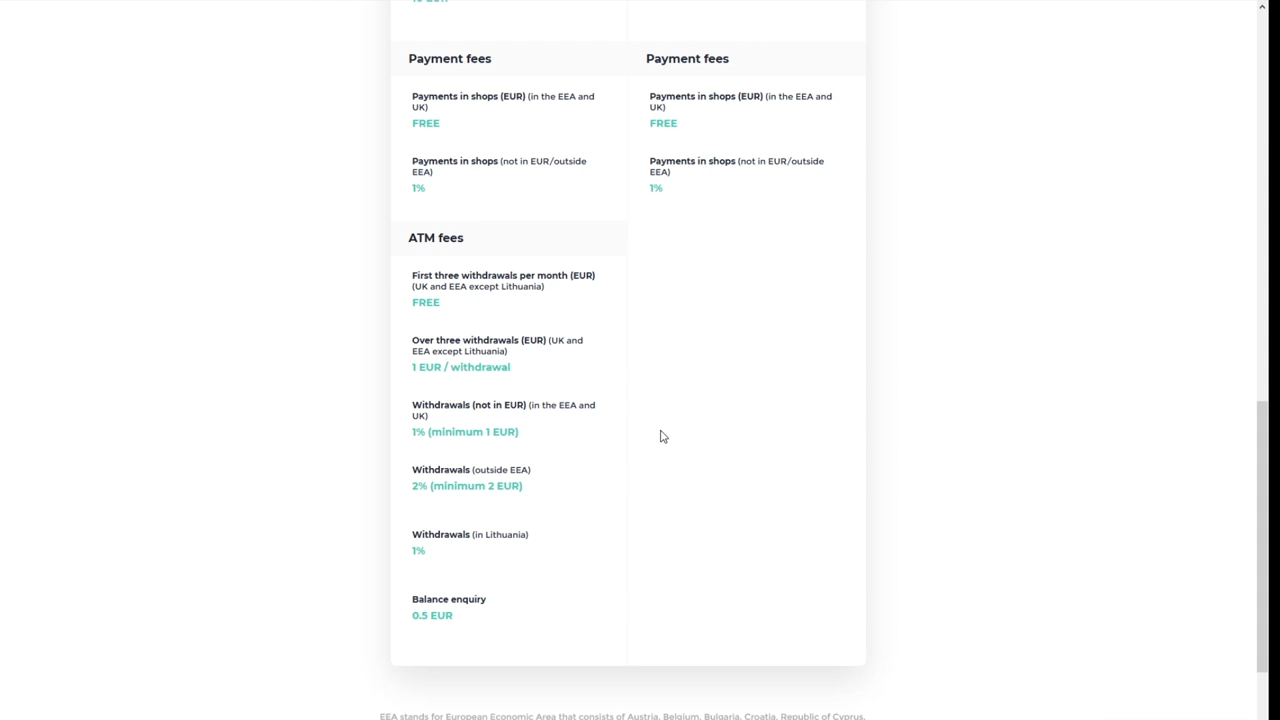 Payment fees
Payments in shops (EUR) (in the EEA and
UK)
FREE
Payments in shops (not in EUR/outside
EEA)
1%
ATM fees
First three withdrawals per month (EUR)
(UK and EEA except Lithuania)
FREE
Over three withdrawals (EUR) (UK and
EEA except Lithuania)
1 EUR / withdrawal
Withdrawals (not in EUR) (in the EEA and
UK)
1% (minimum 1 EUR)
Withdrawals (outside EEA)
2% (minimum 2 EUR)
Withdrawals (in Lithuania)
1%
Balance enquiry
0.5 EUR
Payment fees
Payments in shops (EUR) (in the EEA and
UK)
FREE
Payments in shops (not in EUR/outside
EEA)
1%
EEA stands for European Economic Area that consists of Austria, Belgium, Bulgaria, Croatia, Republic of Cyprus,